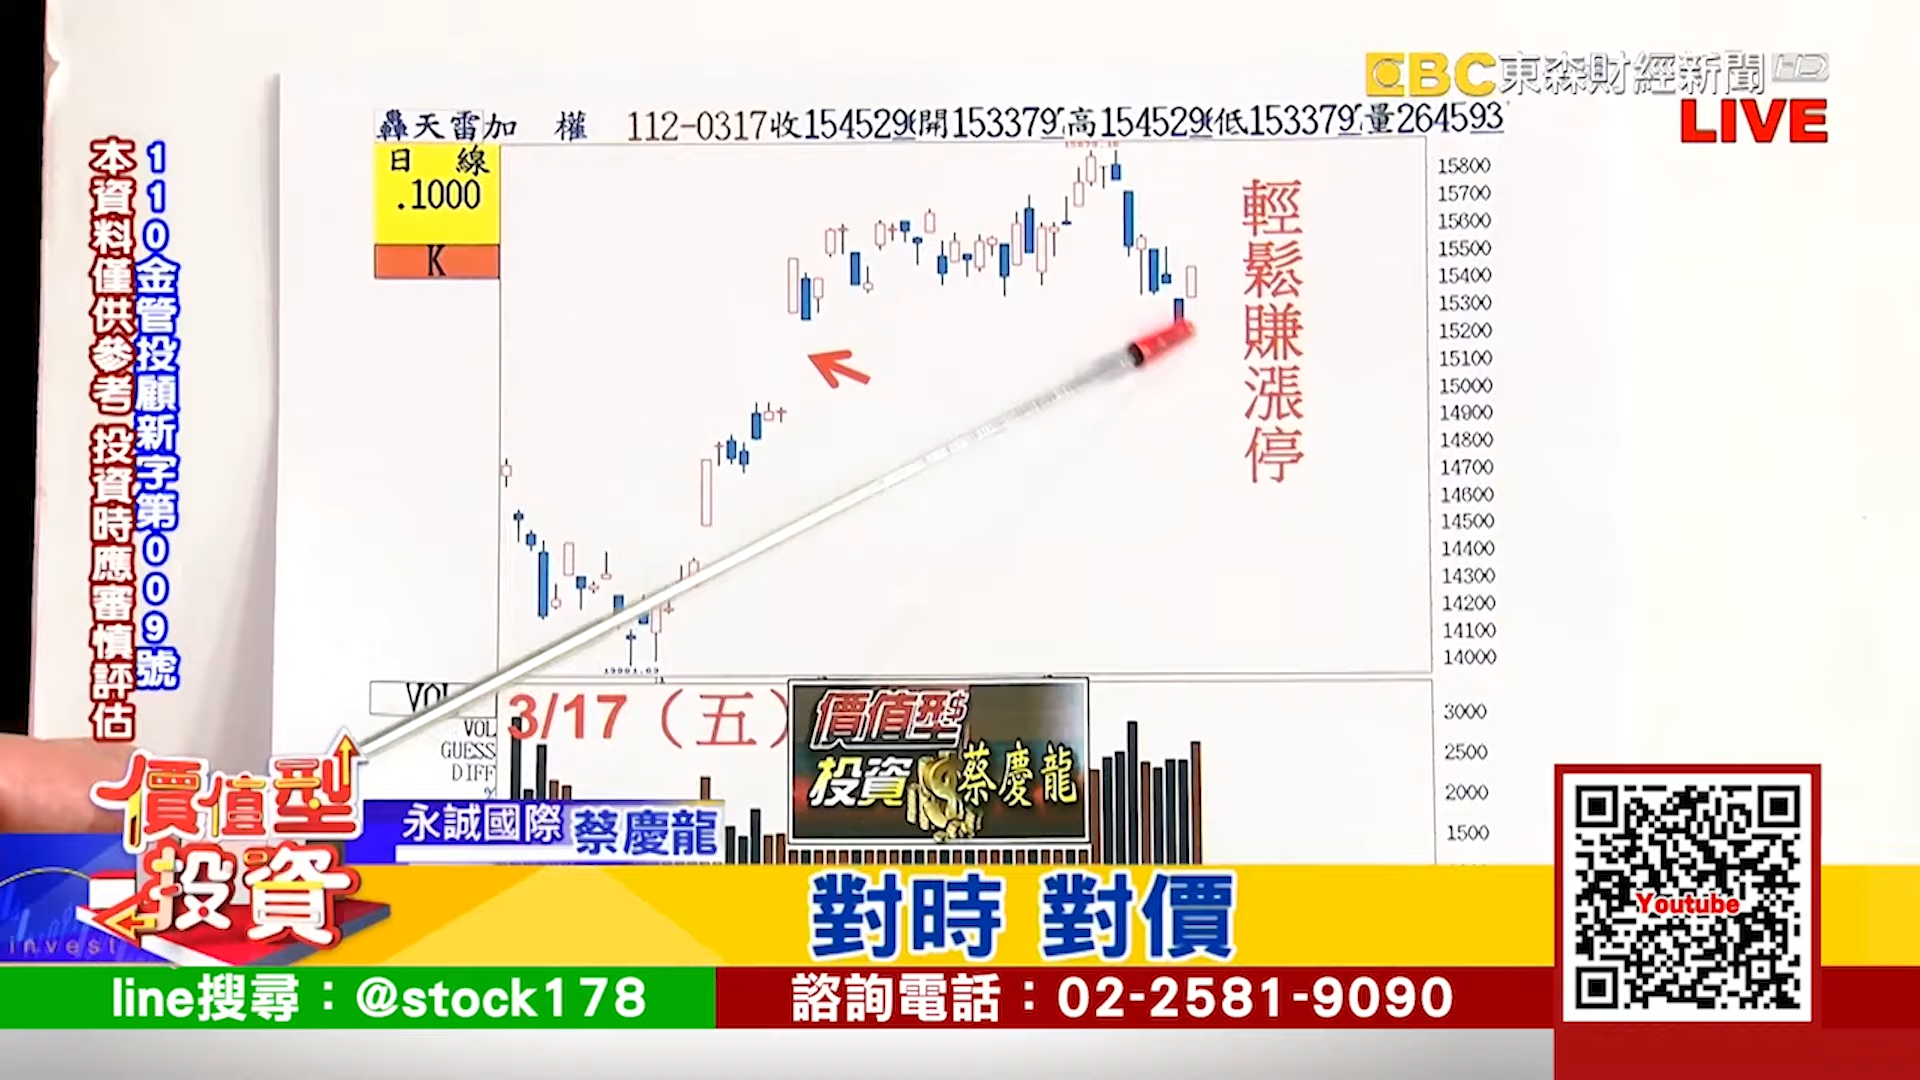 EBC東森財經新聞HD
LIVE
110金管投顧新字第009號
本資料僅供參考 投資時應審慎評估
轟天雷加 權 112-0317收154529開153379高154529低153379量264593
日 線
.1000
K
15800
15700
15600
15500
15400
15300
15200
15100
15000
14900
14800
14700
14600
14500
14400
14300
14200
14100
14000
輕鬆賺漲停
VOL
VOL
GUESS
DIFF
3/17（五）
3000
2500
2000
1500
價值型
投資 蔡慶龍
價值型
投資
invest
永誠國際 蔡慶龍
對時 對價
Youtube
line搜尋：@stock178
諮詢電話：02-2581-9090